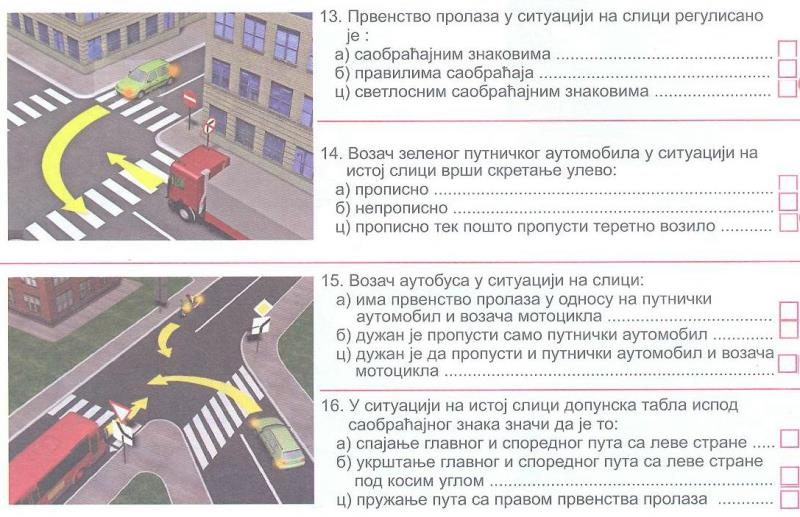 13. Првенство пролаза у ситуацији на слици регулисано
је :
а) саобраћајним знаковима
б) правилима саобраћаја
ц) светлосним саобраћајним знаковима
14. Возач зеленог путничког аутомобила у ситуацији на
истој слици врши скретање улево:
а) прописно
б) непрописно
ц) прописно тек пошто пропусти теретно возило
15. Возач аутобуса у ситуацији на слици:
а) има првенство пролаза у односу на путнички
аутомобил и возача мотоцикла
б) дужан је пропусти само путнички аутомобил
ц) дужан је да пропусти и путнички аутомобил и возача
мотоцикла
16. У ситуацији на истој слици допунска табла испод
саобраћајног знака значи да је то:
а) спајање главног и споредног пута са леве стране
б) укрштање главног и споредног пута са леве стране
под косим углом
ц) пружање пута са правом првенства пролаза